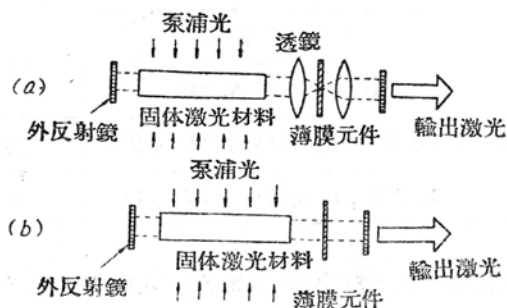 泵浦光
透鏡
(a)
固体激光材料
外反射鏡
薄膜元件
輸出激光
泵浦光
(b)
固体激光材料
外反射鏡
薄膜元件
輸出激光